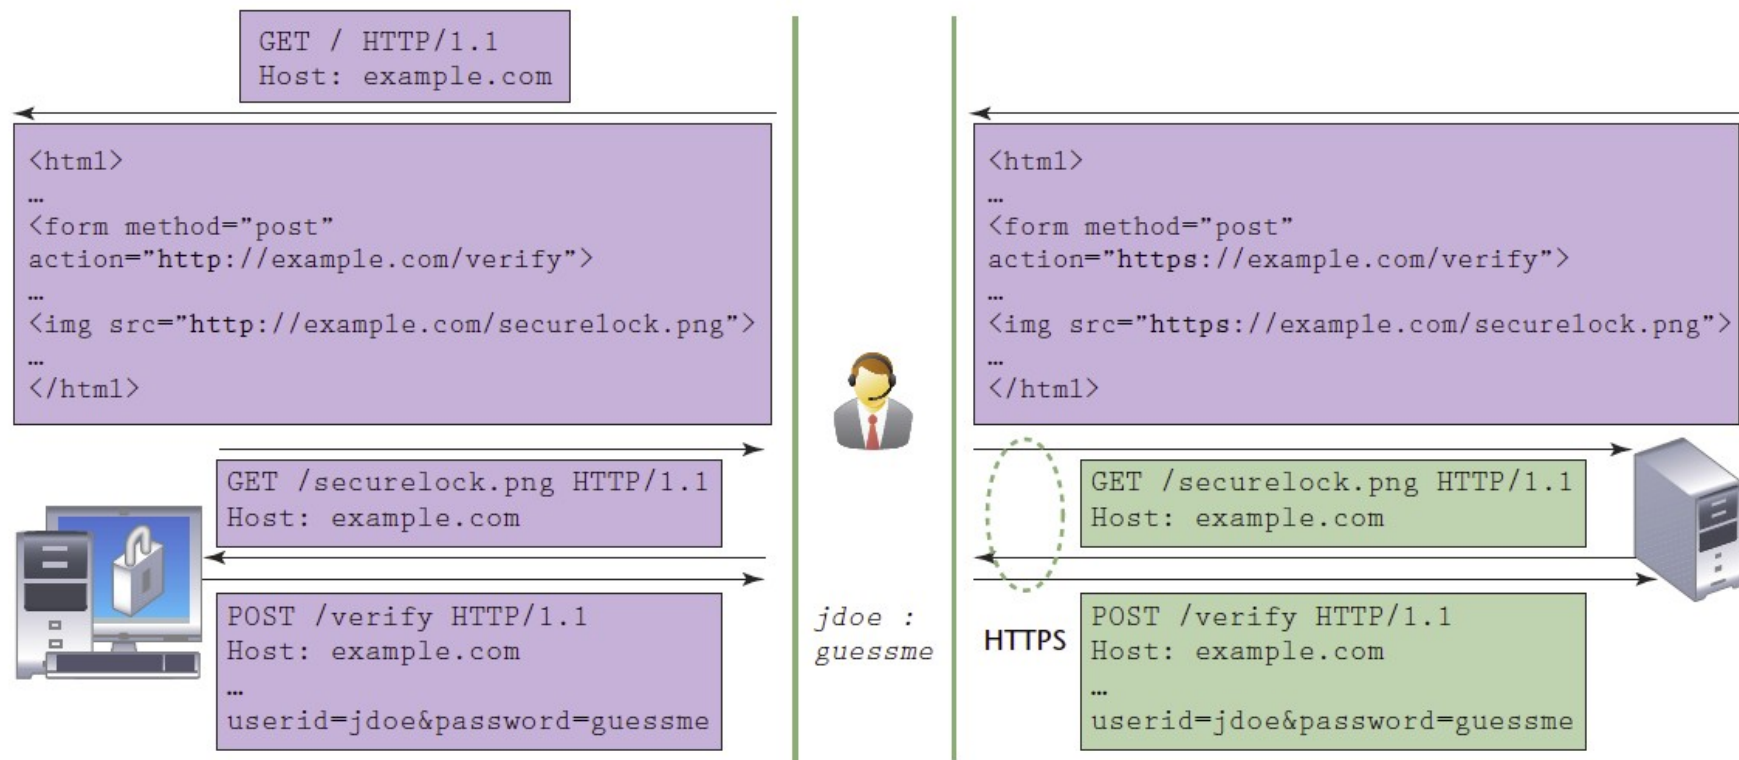 GET / HTTP/1.1
Host: example.com
<html>
…
<form method=”post”
action=”http://example.com/verify”>
…
<img src=”http://example.com/securelock.png”>
…
</html>
<html>
…
<form method=”post”
action=”https://example.com/verify”>
…
<img src=”https://example.com/securelock.png”>
…
</html>
GET /securelock.png HTTP/1.1
Host: example.com
GET /securelock.png HTTP/1.1
Host: example.com
POST /verify HTTP/1.1
Host: example.com
…
userid=jdoe&password=guessme
jdoe :
guessme
HTTPS
POST /verify HTTP/1.1
Host: example.com
…
userid=jdoe&password=guessme